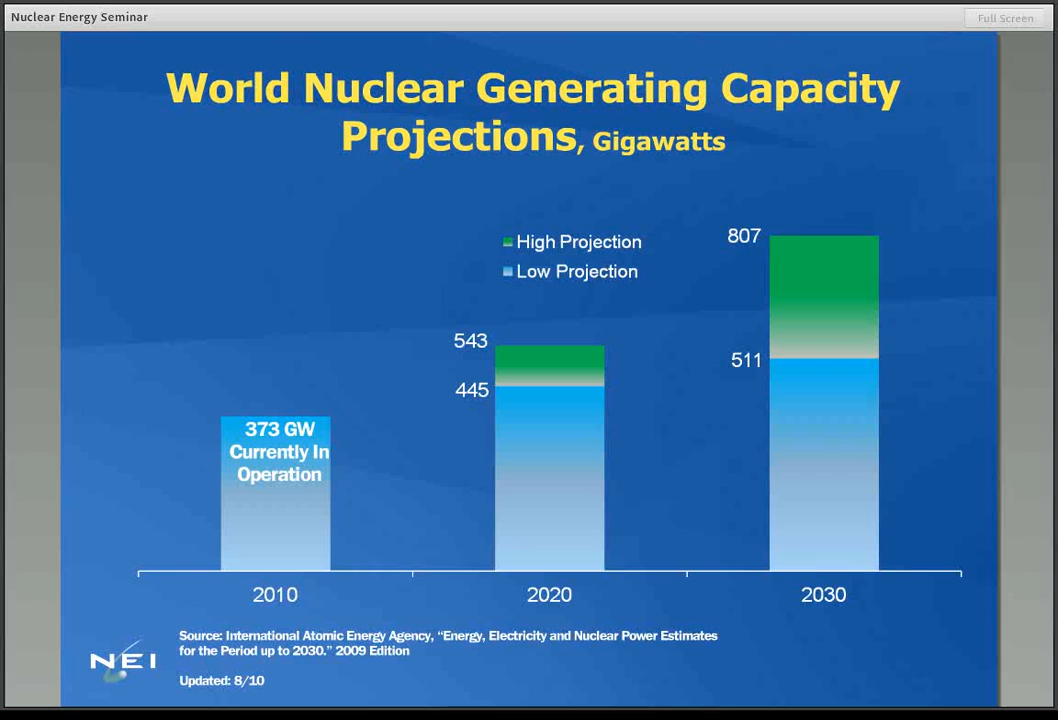 Nuclear Energy Seminar
Full Screen
World Nuclear Generating Capacity
Projections, Gigawatts
High Projection
Low Projection
807
543
511
445
373 GW
Currently In
Operation
2010
2020
2030
Source: International Atomic Energy Agency, “Energy, Electricity and Nuclear Power Estimates
for the Period up to 2030.” 2009 Edition
NEI
Updated: 8/10